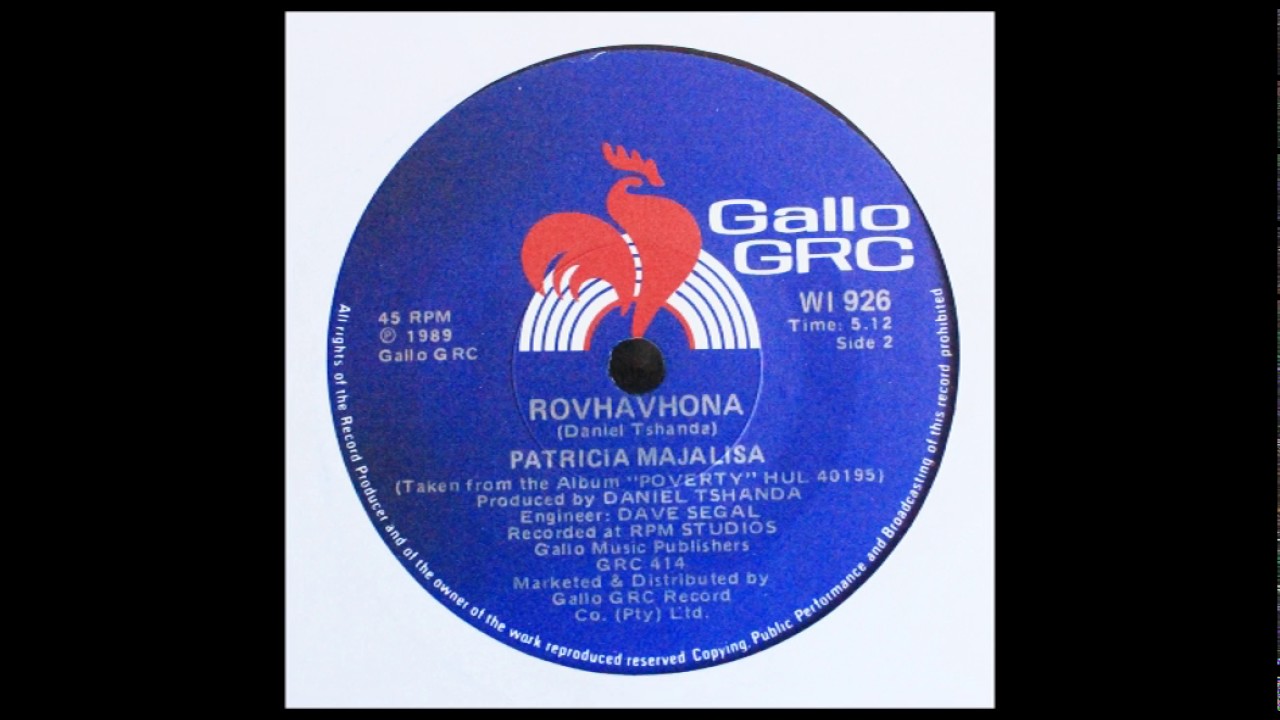 Gallo
GRC
WI 926
Time: 5.12
Side 2
45 RPM
℗ 1989
Gallo GRC
ROVHAVHONA
(Daniel Tshanda)
PATRICIA MAJALISA
(Taken from the Album "POVERTY" HUL 40195)
Produced by DANIEL TSHANDA
Engineer: DAVE SEGAL
Recorded at RPM STUDIOS
Gallo Music Publishers
GRC 414
Marketed & Distributed by
Gallo GRC Record
Co. (Pty) Ltd.
All rights of the Record Producer and of the owner of the work reproduced reserved Copying, Public Performance and Broadcasting of this record prohibited